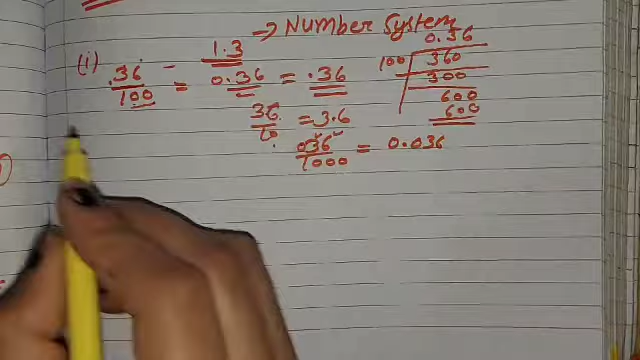 → Number System
1.3
(i) .36/100 = 0.36 = .36
36/10 = 3.6
036/1000 = 0.036
0.36
100 360
300
600
600